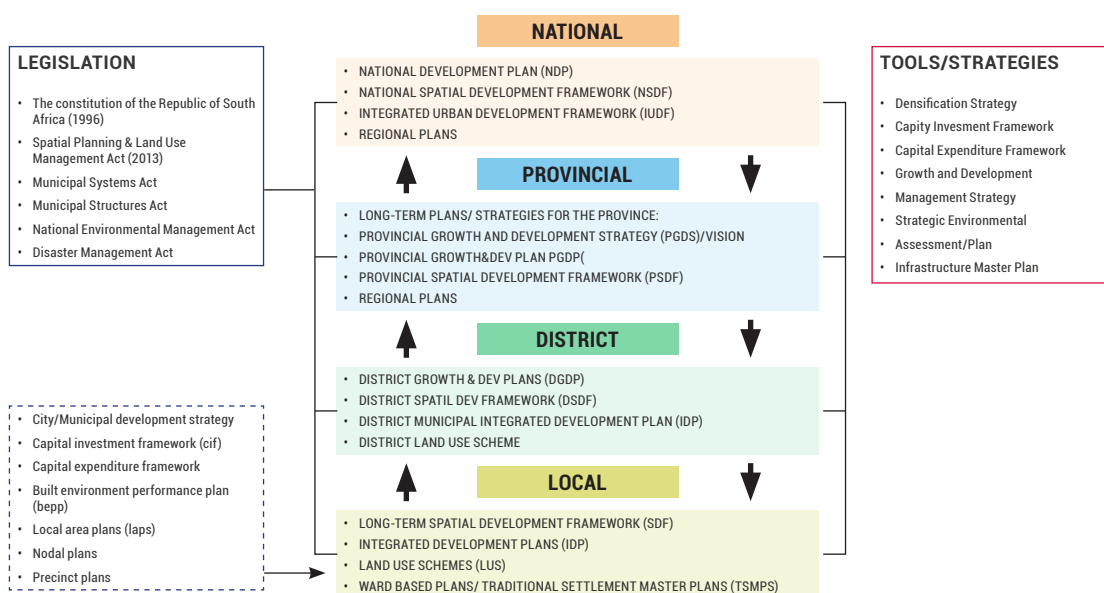 NATIONAL
LEGISLATION
• The constitution of the Republic of South
Africa (1996)
• Spatial Planning & Land Use
Management Act (2013)
• Municipal Systems Act
• Municipal Structures Act
• National Environmental Management Act
• Disaster Management Act
• NATIONAL DEVELOPMENT PLAN (NDP)
• NATIONAL SPATIAL DEVELOPMENT FRAMEWORK (NSDF)
• INTEGRATED URBAN DEVELOPMENT FRAMEWORK (IUDF)
• REGIONAL PLANS
TOOLS/STRATEGIES
• Densification Strategy
• Capity Invesment Framework
• Capital Expenditure Framework
• Growth and Development
• Management Strategy
• Strategic Environmental
• Assessment/Plan
• Infrastructure Master Plan
PROVINCIAL
• LONG-TERM PLANS/ STRATEGIES FOR THE PROVINCE:
• PROVINCIAL GROWTH AND DEVELOPMENT STRATEGY (PGDS)/VISION
• PROVINCIAL GROWTH&DEV PLAN PGDP(
• PROVINCIAL SPATIAL DEVELOPMENT FRAMEWORK (PSDF)
• REGIONAL PLANS
DISTRICT
• DISTRICT GROWTH & DEV PLANS (DGDP)
• DISTRICT SPATIL DEV FRAMEWORK (DSDF)
• DISTRICT MUNICIPAL INTEGRATED DEVELOPMENT PLAN (IDP)
• DISTRICT LAND USE SCHEME
• City/Municipal development strategy
• Capital investment framework (cif)
• Capital expenditure framework
• Built environment performance plan
(bepp)
• Local area plans (laps)
• Nodal plans
• Precinct plans
LOCAL
• LONG-TERM SPATIAL DEVELOPMENT FRAMEWORK (SDF)
• INTEGRATED DEVELOPMENT PLANS (IDP)
• LAND USE SCHEMES (LUS)
• WARD BASED PLANS/ TRADITIONAL SETTLEMENT MASTER PLANS (TSMPS)